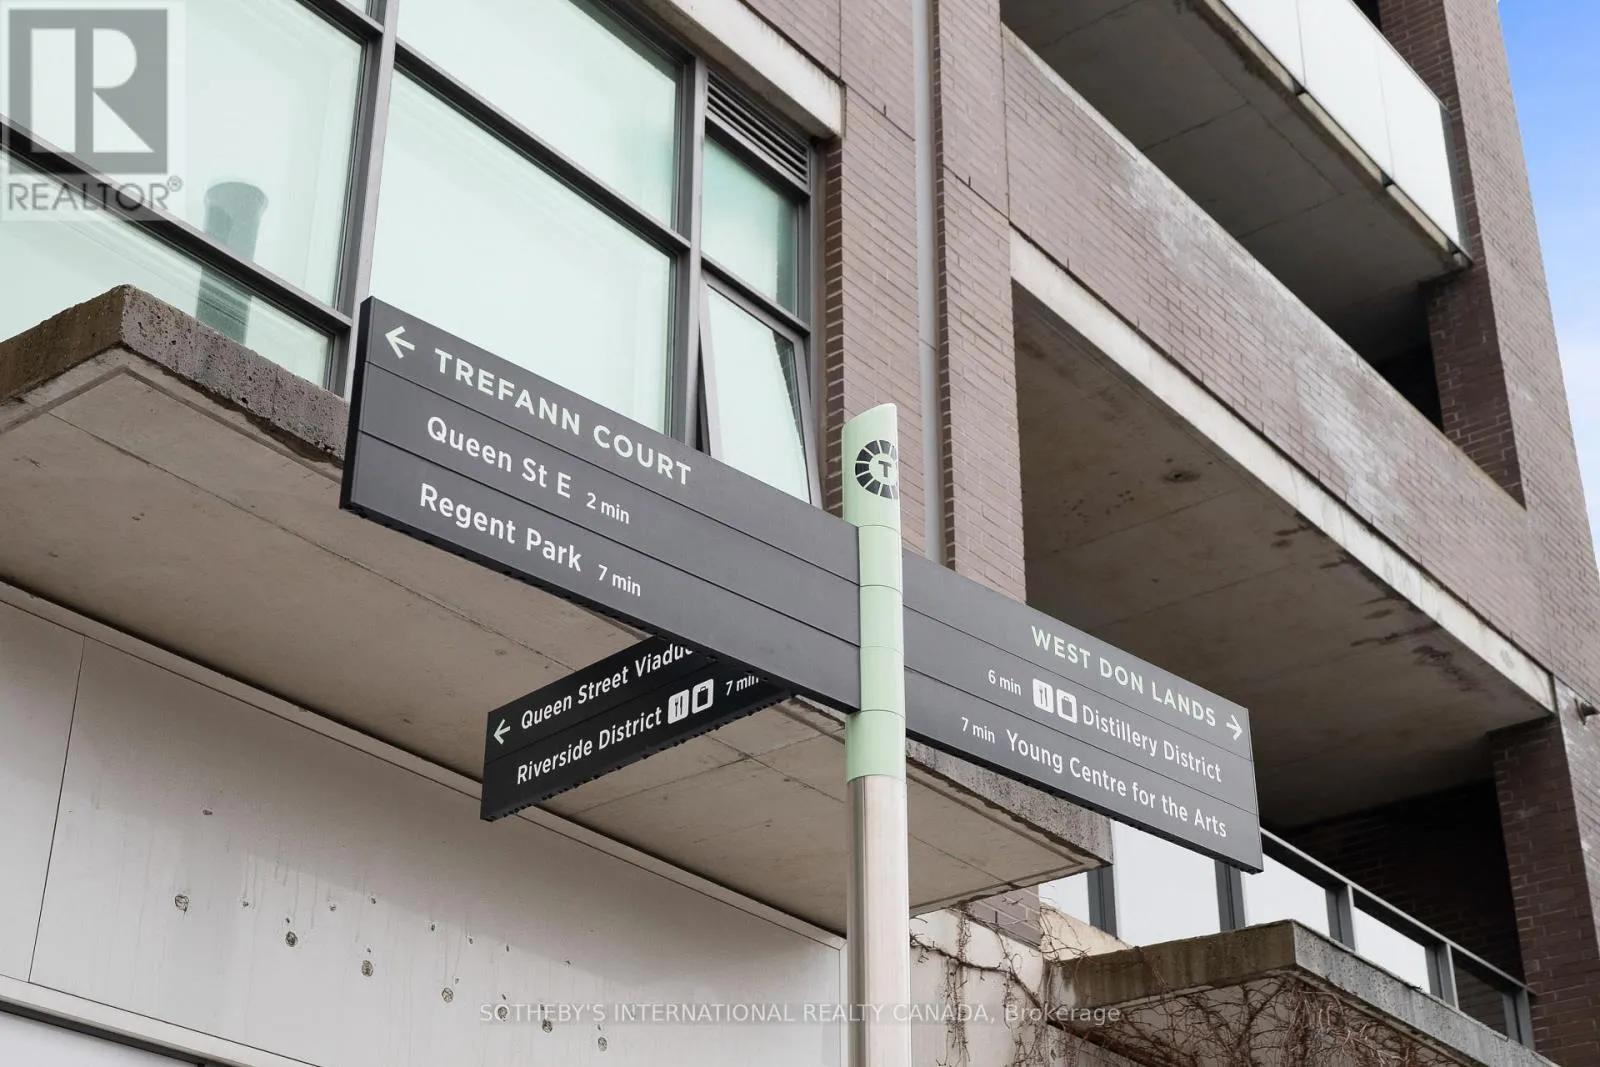 R
REALTOR®
← TREFANN COURT
Queen St E 2 min
Regent Park 7 min
T
← Queen Street
Riverside District 7 min
WEST DON LANDS →
6 min Distillery District
7 min Young Centre for the Arts
SOTHEBY'S INTERNATIONAL REALTY CANADA, Brokerage